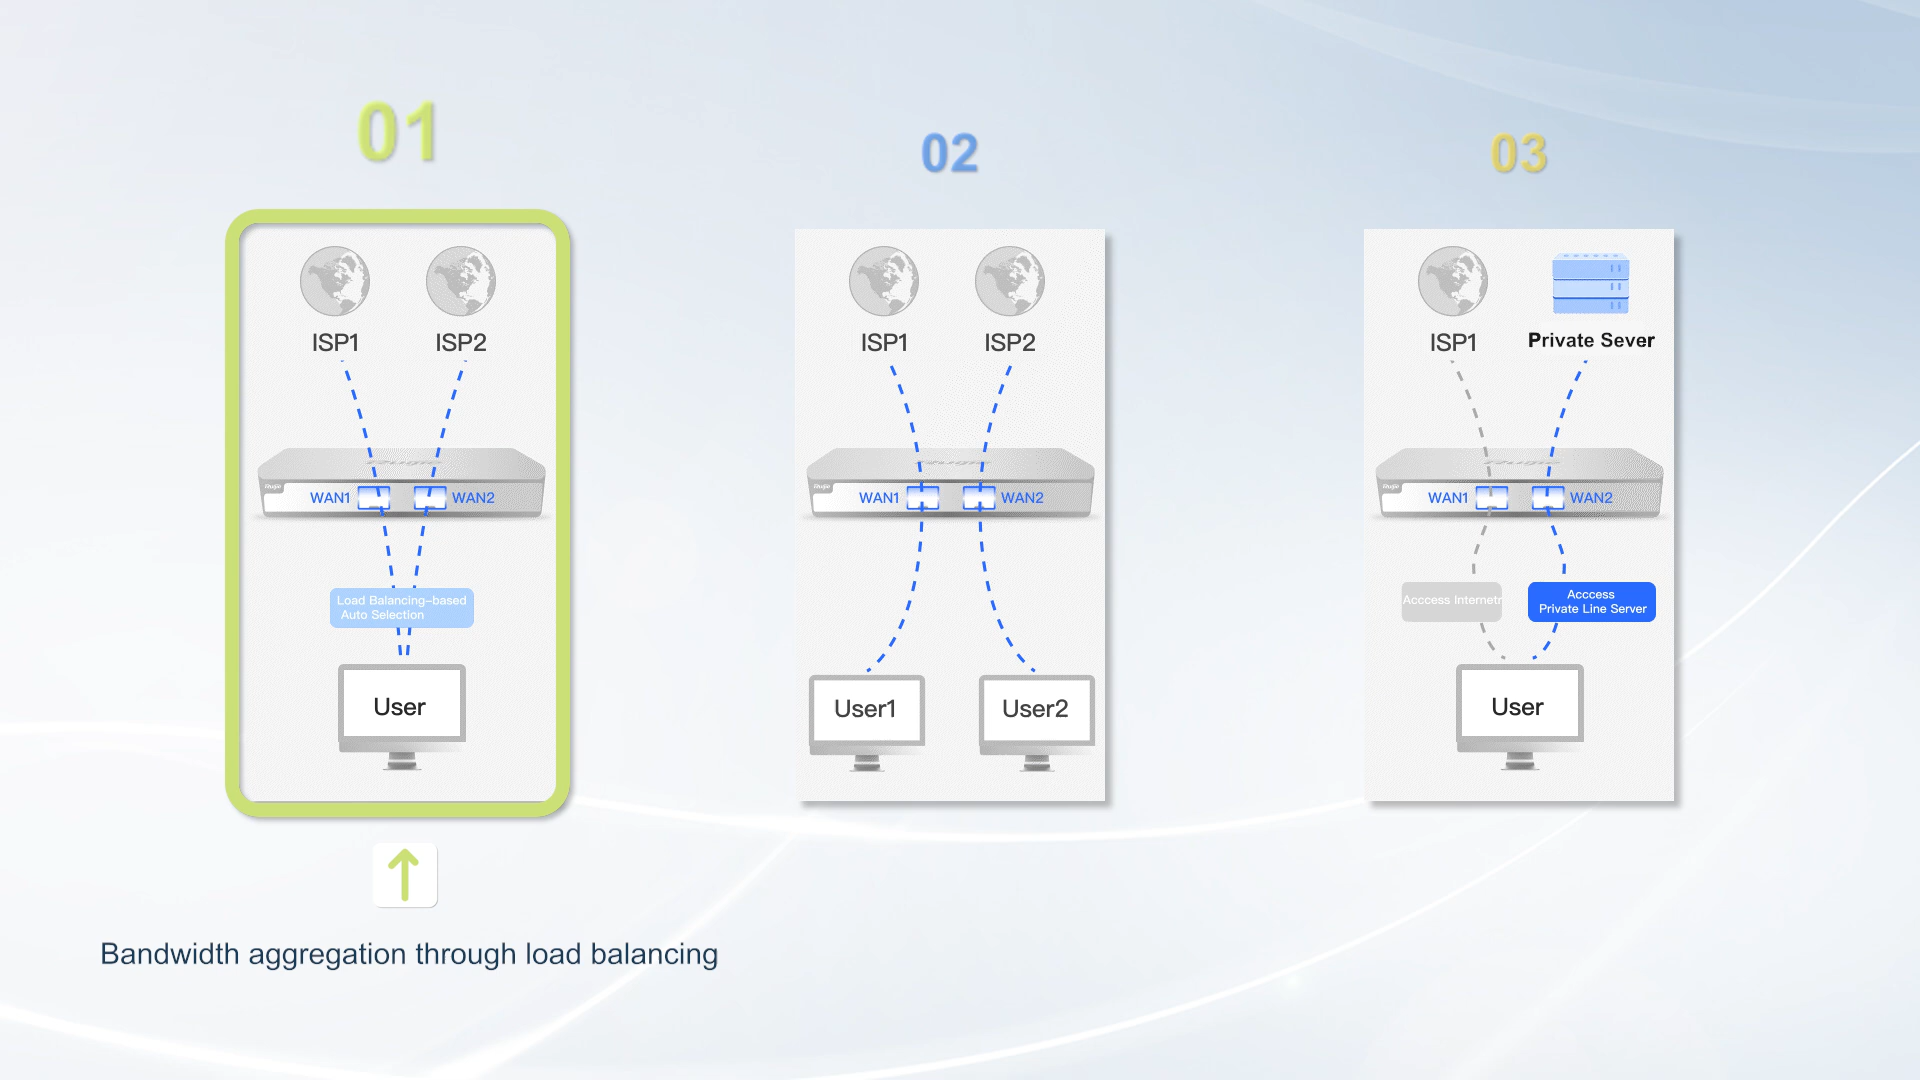 01
02
03
ISP1
ISP2
WAN1
WAN2
Load Balancing-based
Auto Selection
User
ISP1
ISP2
WAN1
WAN2
User1
User2
ISP1
Private Sever
WAN1
WAN2
Acccess Internetr
Acccess
Private Line Server
User
Bandwidth aggregation through load balancing